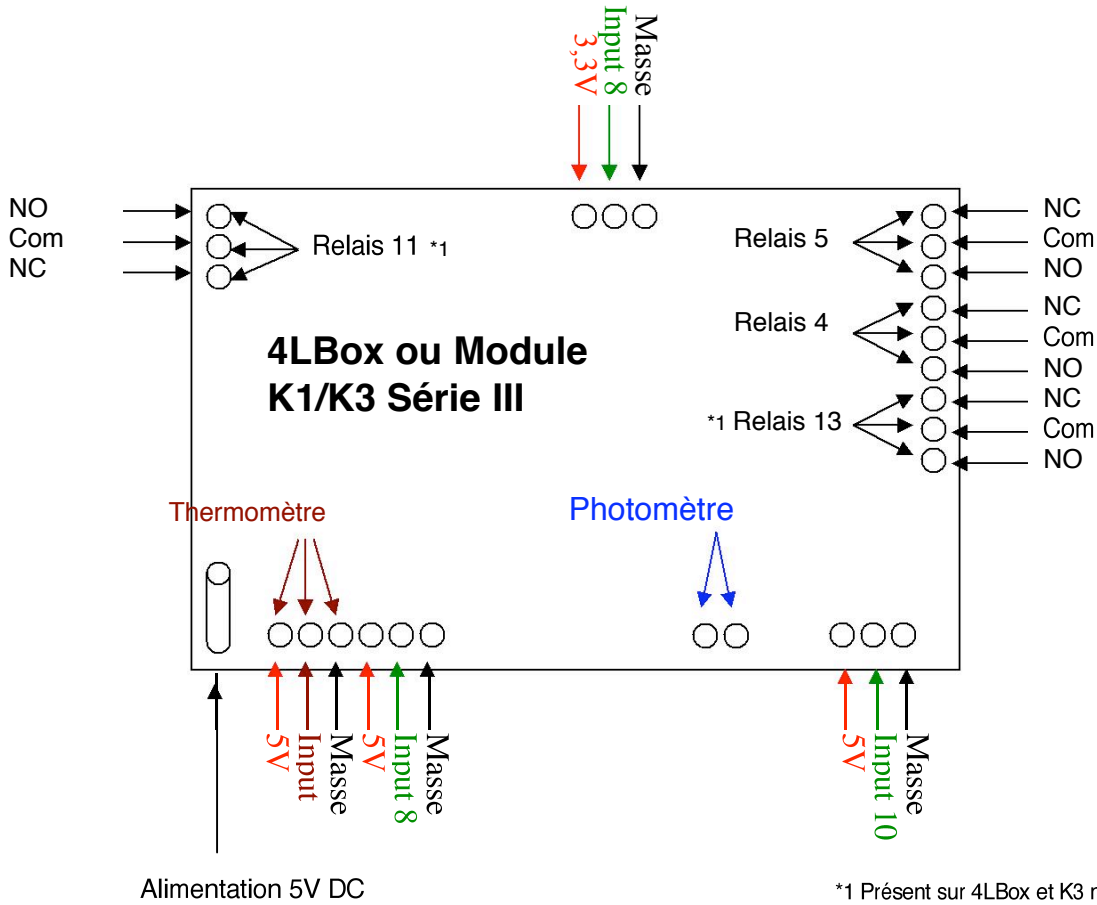 3,3V
Input 8
Masse
NO
Com
NC
Relais 11 *1
Relais 5
NC
Com
NO
Relais 4
NC
Com
NO
*1 Relais 13
NC
Com
NO
4LBox ou Module
K1/K3 Série III
Thermomètre
Photomètre
5V
Input
Masse
5V
Input 8
Masse
5V
Input 10
Masse
Alimentation 5V DC
*1 Présent sur 4LBox et K3